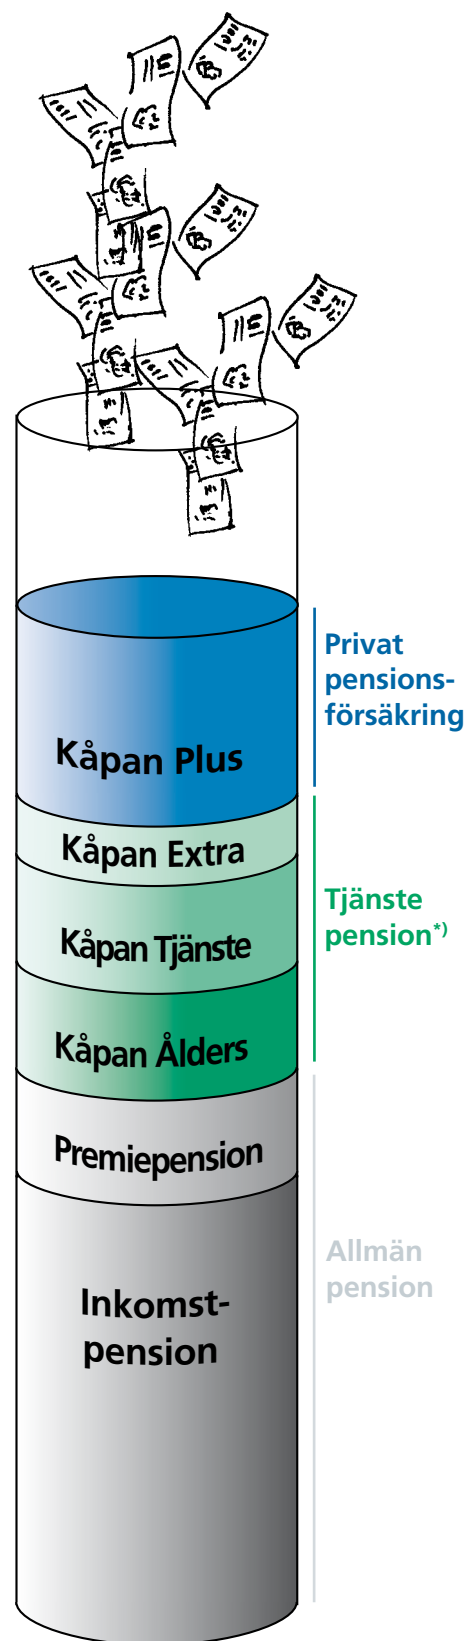 Privat
pensions-
försäkring
Kåpan Plus
Kåpan Extra
Tjänste
pension*)
Kåpan Tjänste
Kåpan Ålders
Premiepension
Allmän
pension
Inkomst-
pension